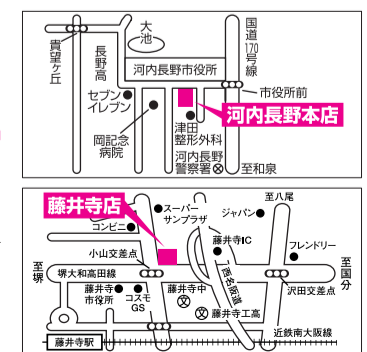 貴望ヶ丘
長野高
大池
国道170号線
河内長野市役所
セブン
イレブン
市役所前
河内長野本店
岡記念
病院
津田
整形外科
河内長野
警察署
至和泉
藤井寺店
スーパー
サンプラザ
コンビニ
ジャパン
至八尾
小山交差点
藤井寺IC
フレンドリー
至堺
堺大和高田線
至国分
藤井寺
市役所
コスモ
GS
藤井寺中
文
西名阪道
沢田交差点
文
藤井寺工高
近鉄南大阪線
藤井寺駅